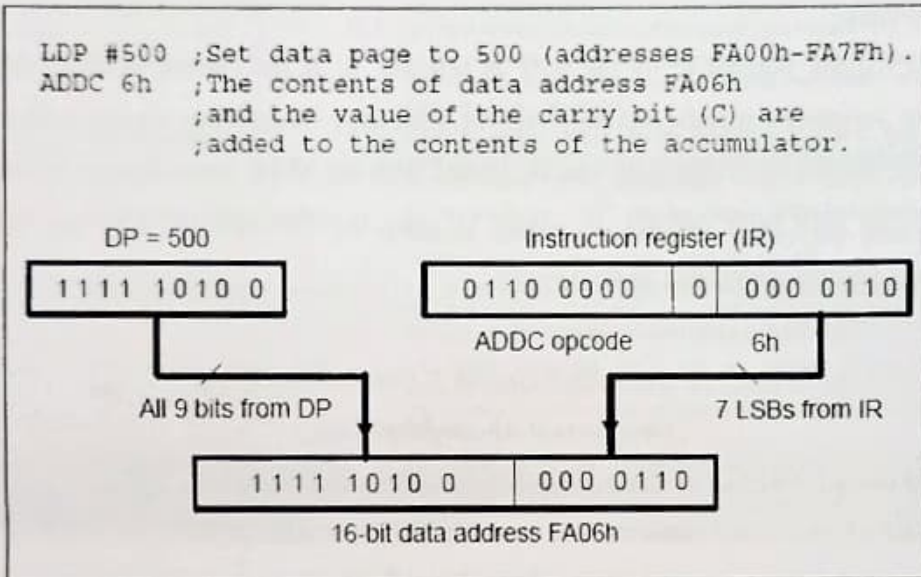 LDP #500 ;Set data page to 500 (addresses FA00h-FA7Fh).
ADDC 6h ;The contents of data address FA06h
;and the value of the carry bit (C) are
;added to the contents of the accumulator.
DP = 500
Instruction register (IR)
1111 1010 0
0110 0000 0 000 0110
ADDC opcode 6h
All 9 bits from DP
7 LSBs from IR
1111 1010 0 000 0110
16-bit data address FA06h